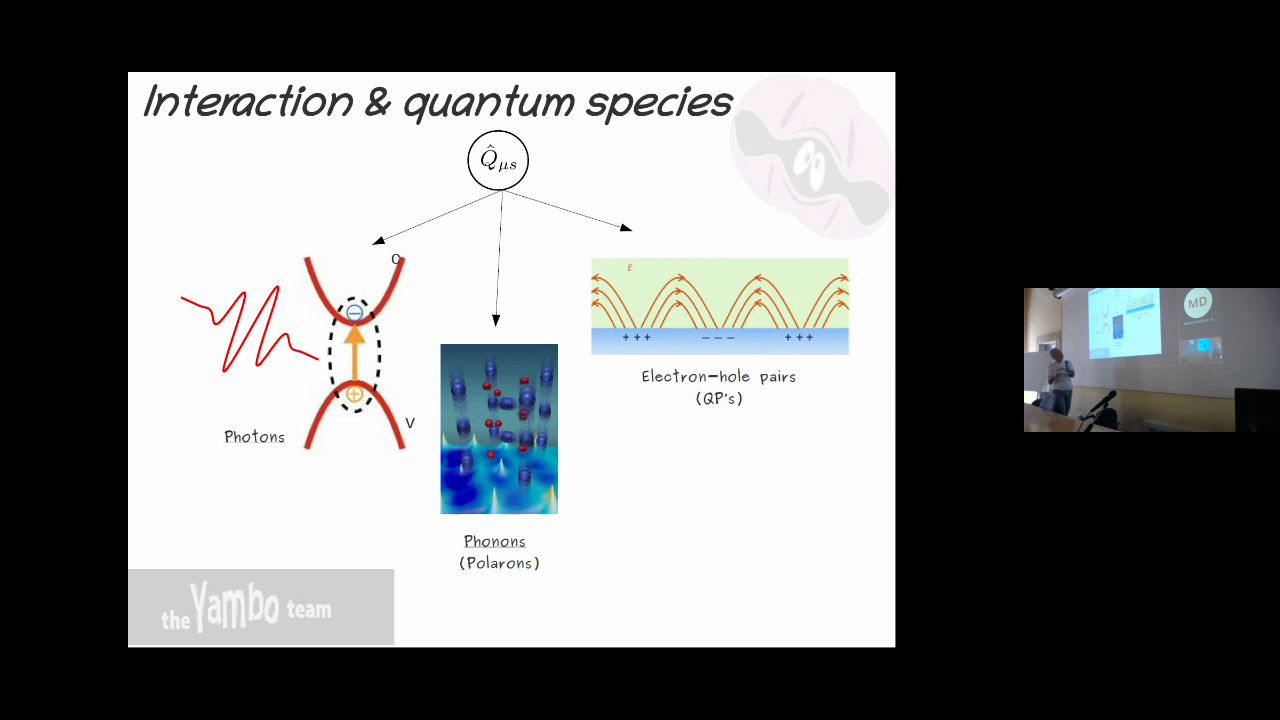 Interaction & quantum species
Q̂μs
C
E
+ + + − − − + + +
Electron-hole pairs
(QP's)
V
Photons
Phonons
(Polarons)
the Yambo team
MD